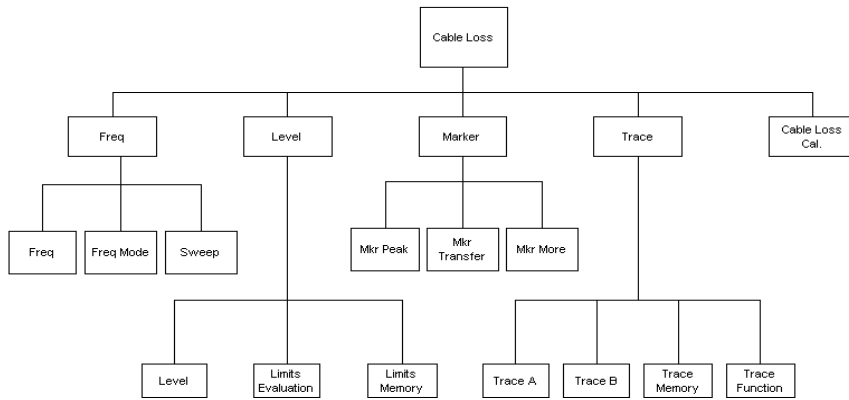 Cable Loss
Freq
Level
Marker
Trace
Cable Loss
Cal.
Freq
Freq Mode
Sweep
Mkr Peak
Mkr
Transfer
Mkr More
Level
Limits
Evaluation
Limits
Memory
Trace A
Trace B
Trace
Memory
Trace
Function